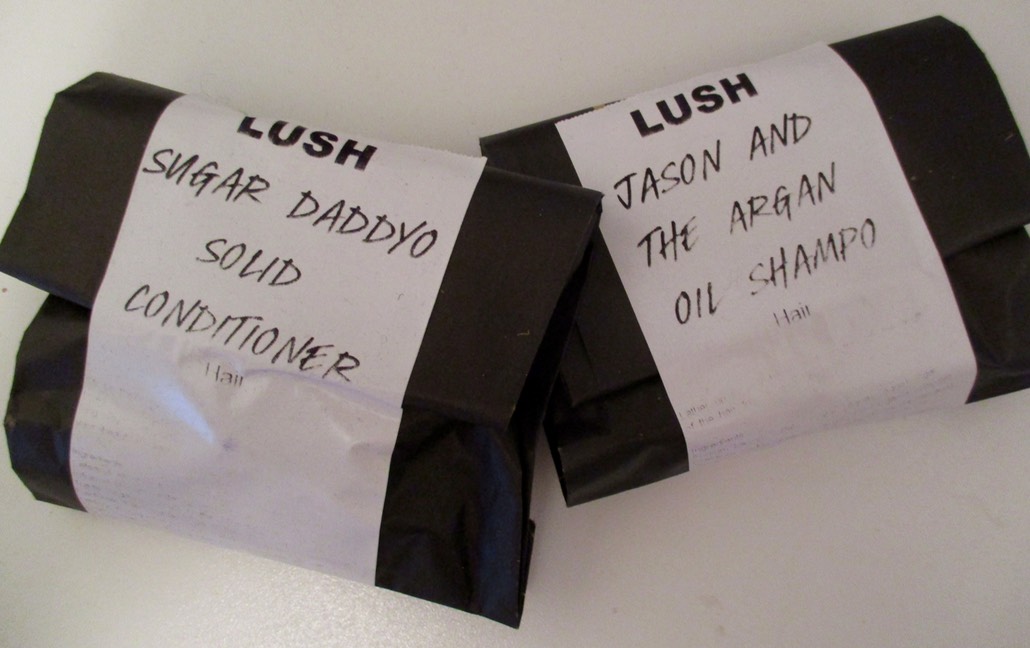 LUSH
SUGAR DADDYO
SOLID
CONDITIONER
Hair
LUSH
JASON AND
THE ARGAN
OIL SHAMPO
Hair